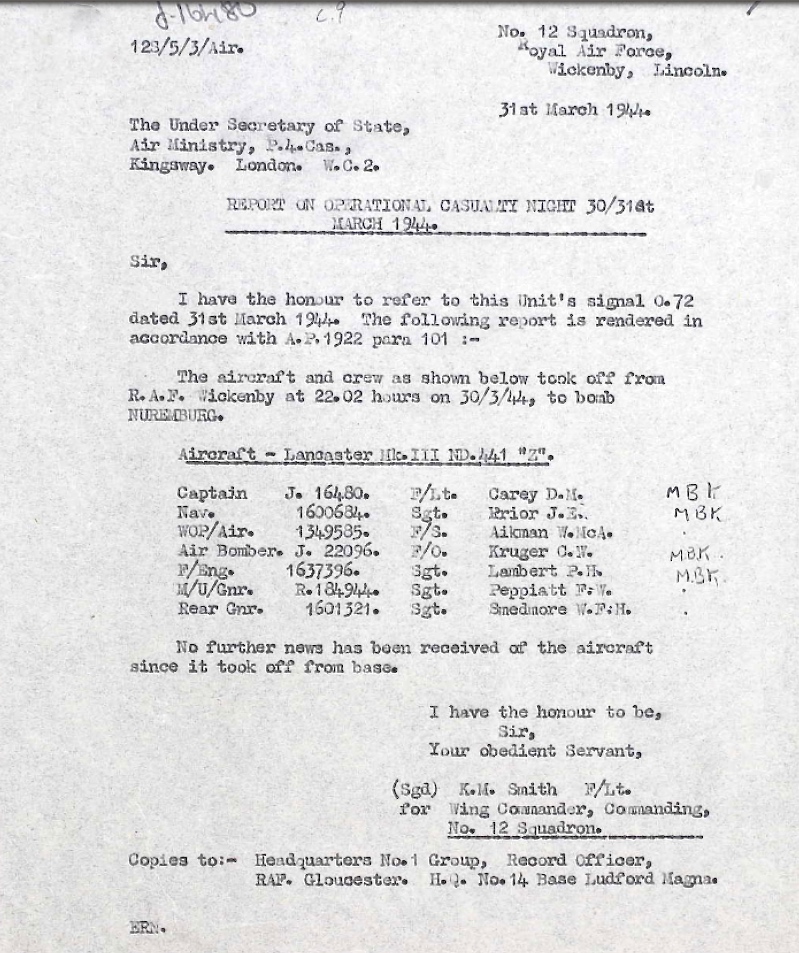 J-16480 C.9
128/5/3/Air.
No. 12 Squadron,
Royal Air Force,
Wickenby, Lincoln.
31st March 1944.
The Under Secretary of State,
Air Ministry, P.4.Cas.,
Kingsway. London. W.C.2.
REPORT ON OPERATIONAL CASUALTY NIGHT 30/31st
MARCH 1944.
Sir,
I have the honour to refer to this Unit's signal O.72
dated 31st March 1944. The following report is rendered in
accordance with A.P.1922 para 101 :-
The aircraft and crew as shown below took off from
R.A.F. Wickenby at 22.02 hours on 30/3/44, to bomb
NUREMBURG.
Aircraft - Lancaster Mk.III ND.441 "Z".
Captain J. 16480. F/Lt. Carey D.M. MBK
Nav. 1600684. Sgt. Prior J.E. MBK
WOP/Air. 1349585. F/S. Aikman W.McA.
Air Bomber. J. 22096. F/O. Kruger C.W. MBK.
F/Eng. 1637396. Sgt. Lambert P.H. MBK.
M/U/Gnr. R.184944. Sgt. Peppiatt F.W.
Rear Gnr. 1601321. Sgt. Smedmore W.F.H.
No further news has been received of the aircraft
since it took off from base.
I have the honour to be,
Sir,
Your obedient Servant,
(Sgd) K.M. Smith F/Lt.
for Wing Commander, Commanding,
No. 12 Squadron.
Copies to:- Headquarters No.1 Group, Record Officer,
RAF. Gloucester. H.Q. No.14 Base Ludford Magna.
ERN.